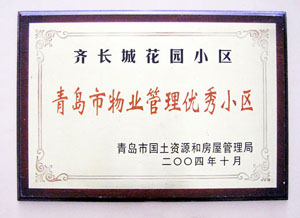 齐长城花园小区
青岛市物业管理优秀小区
青岛市国土资源和房屋管理局
二〇〇四年十月